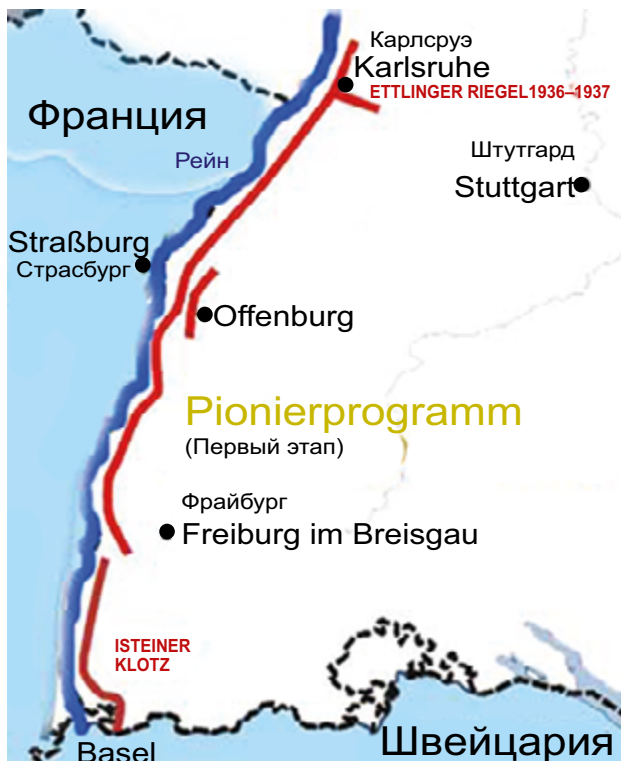 Карлсруэ
Karlsruhe
ETTLINGER RIEGEL1936–1937
Франция
Рейн
Штутгард
Stuttgart
Straßburg
Страсбург
Offenburg
Pionierprogramm
(Первый этап)
Фрайбург
Freiburg im Breisgau
ISTEINER
KLOTZ
Швейцария
Basel